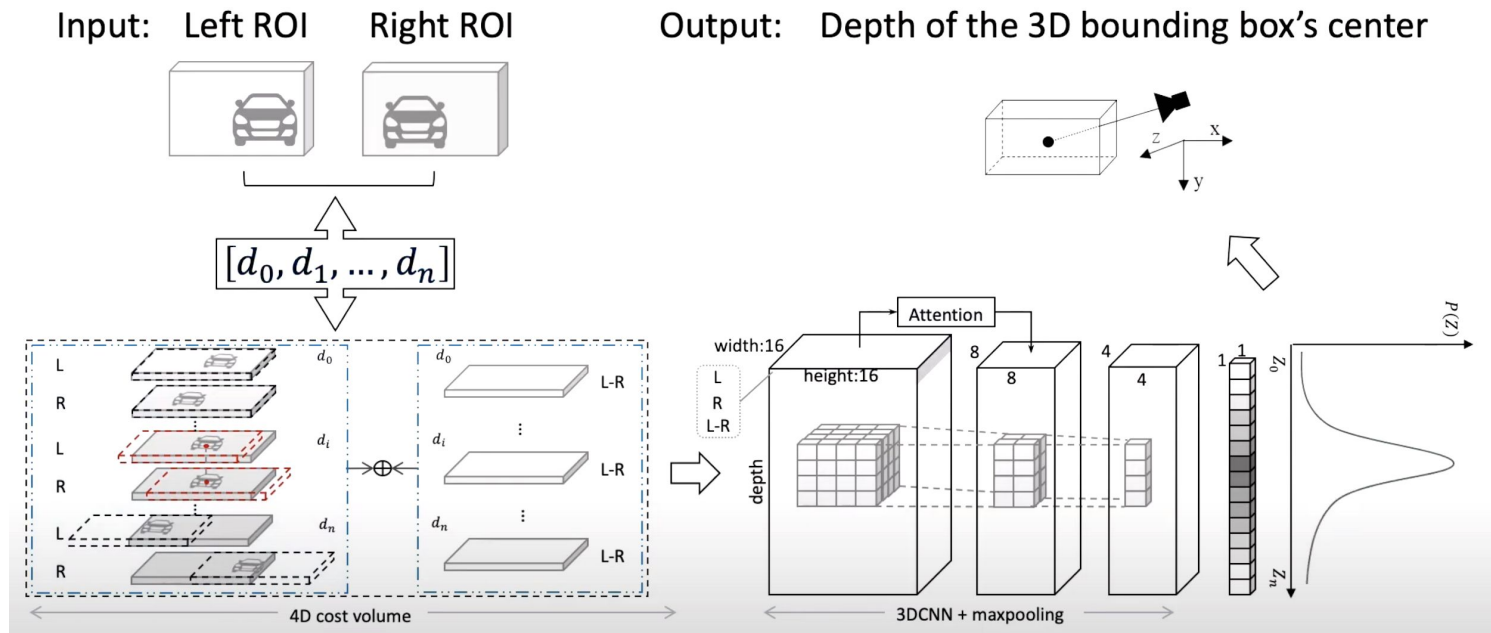 Input: Left ROI Right ROI
Output: Depth of the 3D bounding box's center
[d₀, d₁, ..., dₙ]
x
y
z
L
d₀
R
⋮
L
dᵢ
R
⋮
L
dₙ
R
d₀
L-R
⋮
dᵢ
L-R
⋮
dₙ
L-R
4D cost volume
Attention
width:16
height:16
depth
L
R
L-R
8
8
4
4
1
1
3DCNN + maxpooling
P(Z)
Z₀
Zₙ